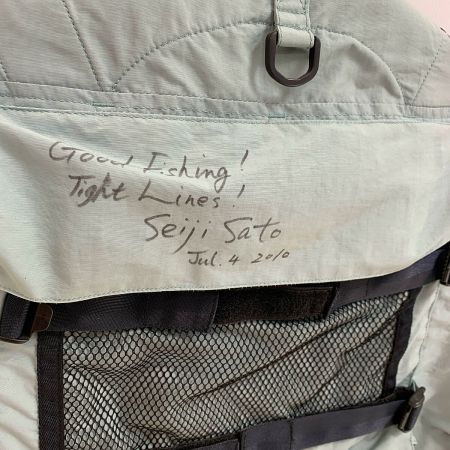 Good Fishing!
Tight Lines!
Seiji Sato
Jul. 4 2010